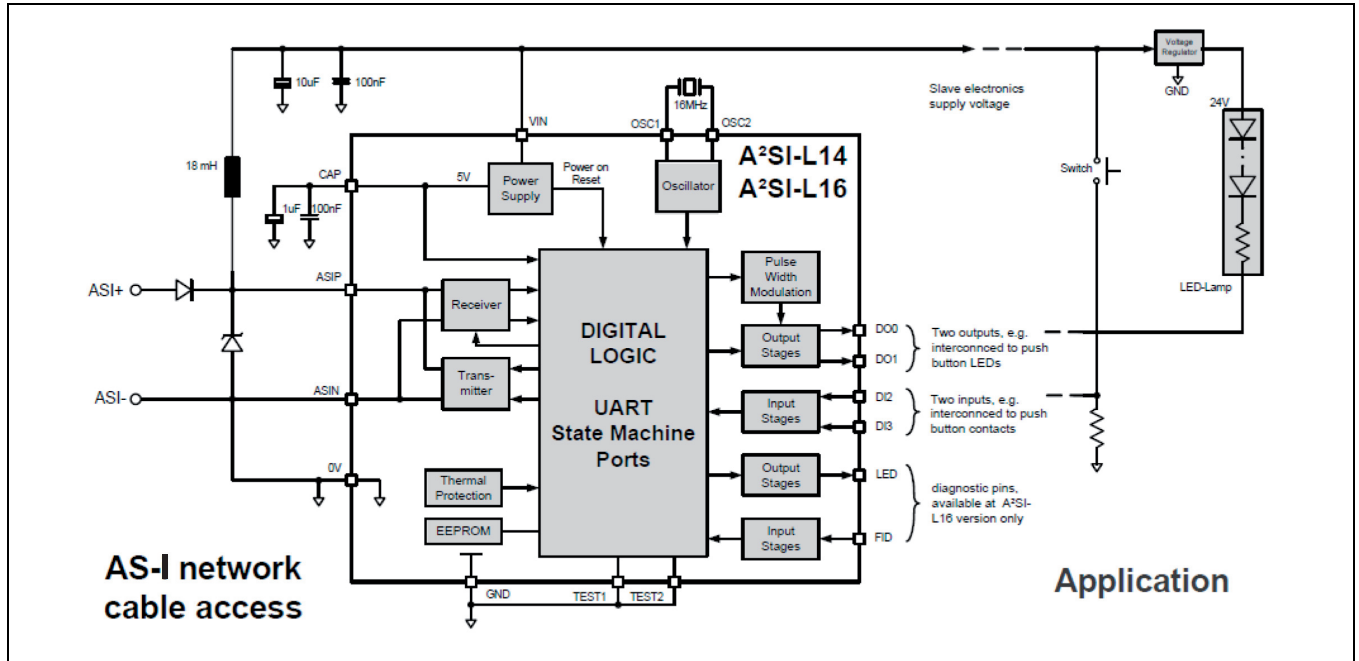 10uF
100nF
16MHz
OSC1
OSC2
VIN
Voltage
Regulator
GND
Slave electronics
supply voltage
24V
18 mH
CAP
5V
Power
Supply
Power on
Reset
Oscillator
A²SI-L14
A²SI-L16
Switch
1uF
100nF
ASI+
ASIP
Receiver
Pulse
Width
Modulation
LED-Lamp
DIGITAL
LOGIC
UART
State Machine
Ports
Output
Stages
DO0
DO1
Two outputs, e.g.
interconnced to push
button LEDs
Trans-
mitter
ASI-
ASIN
Input
Stages
DI2
DI3
Two inputs, e.g.
interconnced to push
button contacts
0V
Thermal
Protection
Output
Stages
LED
diagnostic pins,
available at A²SI-
L16 version only
EEPROM
Input
Stages
FID
AS-I network
cable access
GND
TEST1
TEST2
Application